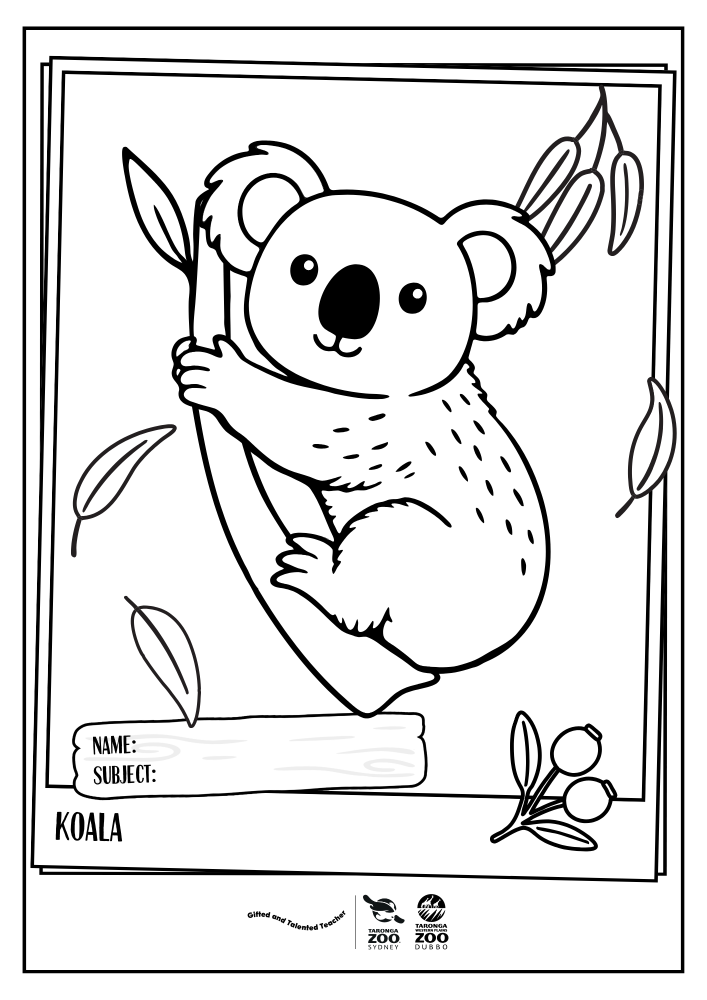 NAME:
SUBJECT:
KOALA
Gifted and Talented Teacher
TARONGA
ZOO
SYDNEY
TARONGA
WESTERN PLAINS
ZOO
DUBBO